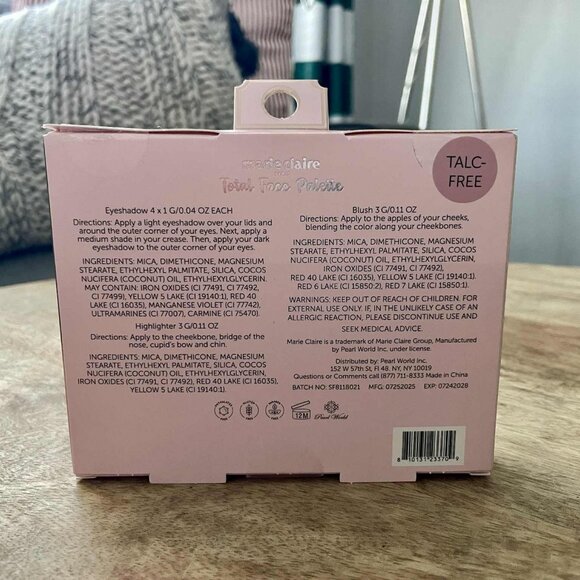 marie claire
Total Face Palette
TALC-
FREE
Eyeshadow 4 x 1 G/0.04 OZ EACH
Directions: Apply a light eyeshadow over your lids and
around the outer corner of your eyes. Next, apply a
medium shade in your crease. Then, apply your dark
eyeshadow to the outer corner of your eyes.
INGREDIENTS: MICA, DIMETHICONE, MAGNESIUM
STEARATE, ETHYLHEXYL PALMITATE, SILICA, COCOS
NUCIFERA (COCONUT) OIL, ETHYLHEXYLGLYCERIN.
MAY CONTAIN: IRON OXIDES (CI 77491, CI 77492,
CI 77499), YELLOW 5 LAKE (CI 19140:1), RED 40
LAKE (CI 16035), MANGANESE VIOLET (CI 77742),
ULTRAMARINES (CI 77007), CARMINE (CI 75470).
Highlighter 3 G/0.11 OZ
Directions: Apply to the cheekbone, bridge of the
nose, cupid's bow and chin.
INGREDIENTS: MICA, DIMETHICONE, MAGNESIUM
STEARATE, ETHYLHEXYL PALMITATE, SILICA, COCOS
NUCIFERA (COCONUT) OIL, ETHYLHEXYLGLYCERIN,
IRON OXIDES (CI 77491, CI 77492), RED 40 LAKE (CI 16035),
YELLOW 5 LAKE (CI 19140:1).
Blush 3 G/0.11 OZ
Directions: Apply to the apples of your cheeks,
blending the color along your cheekbones.
INGREDIENTS: MICA, DIMETHICONE, MAGNESIUM
STEARATE, ETHYLHEXYL PALMITATE, SILICA, COCOS
NUCIFERA (COCONUT) OIL, ETHYLHEXYLGLYCERIN,
IRON OXIDES (CI 77491, CI 77492),
RED 40 LAKE (CI 16035), YELLOW 5 LAKE (CI 19140:1),
RED 6 LAKE (CI 15850:2), RED 7 LAKE (CI 15850:1).
WARNINGS: KEEP OUT OF REACH OF CHILDREN. FOR
EXTERNAL USE ONLY. IF, IN THE UNLIKELY CASE OF AN
ALLERGIC REACTION, PLEASE DISCONTINUE USE AND
SEEK MEDICAL ADVICE.
Marie Claire is a trademark of Marie Claire Group, Manufactured
by Pearl World Inc. under license.
Distributed by: Pearl World Inc.
152 W 57th St, Fl 48. NY, NY 10019
Questions or Comments call (877) 711-8333 Made in China
BATCH NO: SF8118021 MFG: 07252025 EXP: 07242028
12M
Pearl World
8 10131 23370 9